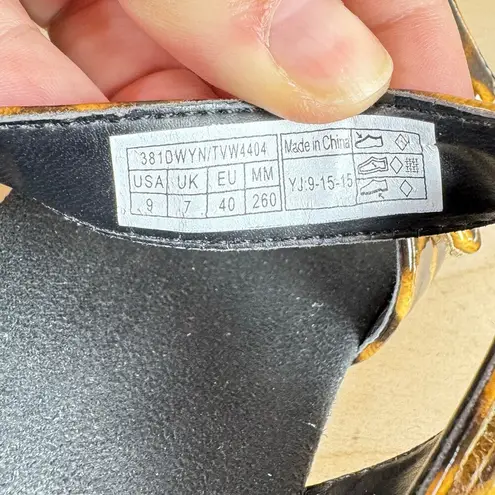 381DWYN/TVW4404
USA UK EU MM
9 7 40 260
Made in China
YJ:9-15-15